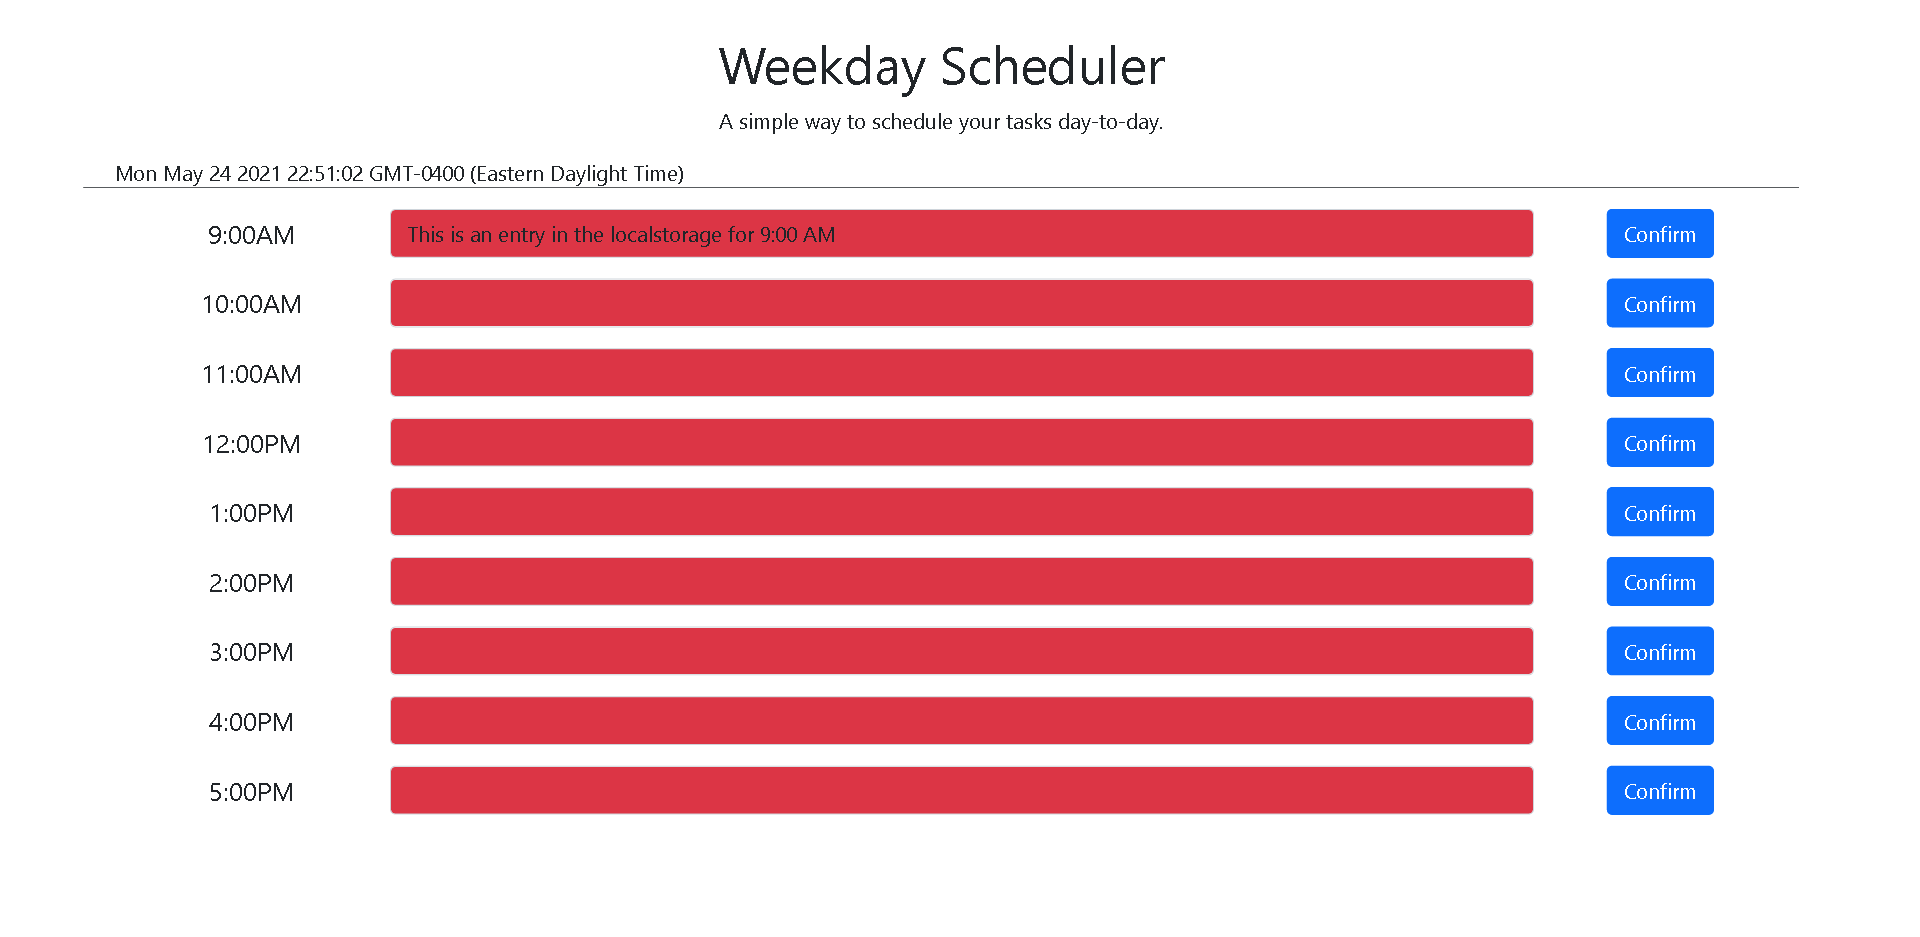 Weekday Scheduler
A simple way to schedule your tasks day-to-day.
Mon May 24 2021 22:51:02 GMT-0400 (Eastern Daylight Time)
9:00AM This is an entry in the localstorage for 9:00 AM Confirm
10:00AM Confirm
11:00AM Confirm
12:00PM Confirm
1:00PM Confirm
2:00PM Confirm
3:00PM Confirm
4:00PM Confirm
5:00PM Confirm